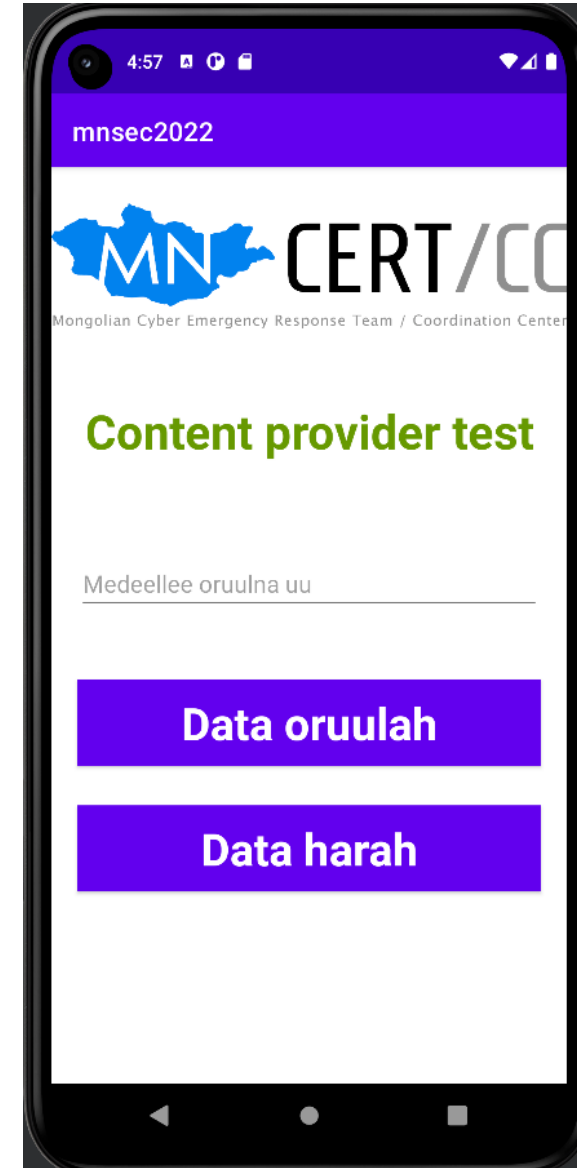 4:57
mnsec2022
MN CERT/CC
Mongolian Cyber Emergency Response Team / Coordination Center
Content provider test
Medeellee oruulna uu
Data oruulah
Data harah